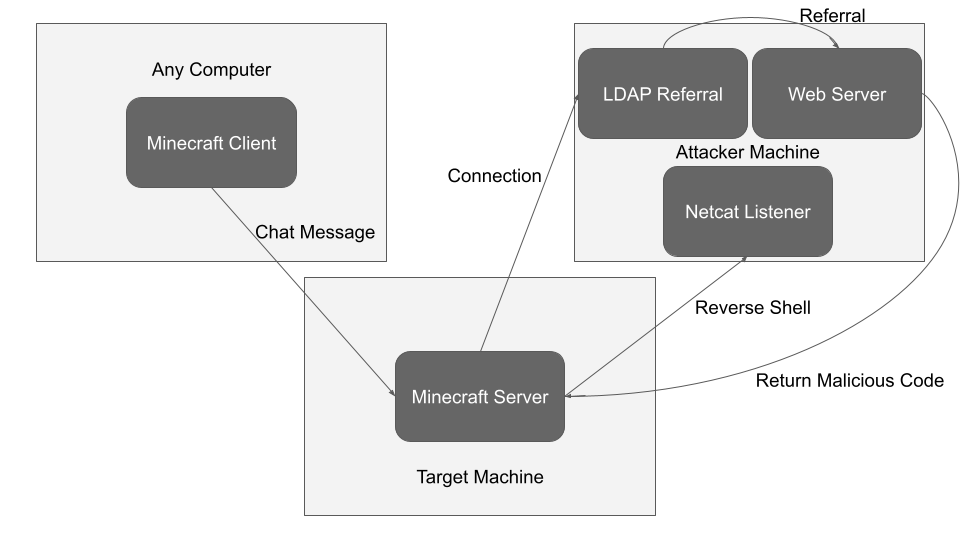 Referral
Any Computer
Minecraft Client
LDAP Referral
Web Server
Attacker Machine
Connection
Netcat Listener
Chat Message
Reverse Shell
Return Malicious Code
Minecraft Server
Target Machine